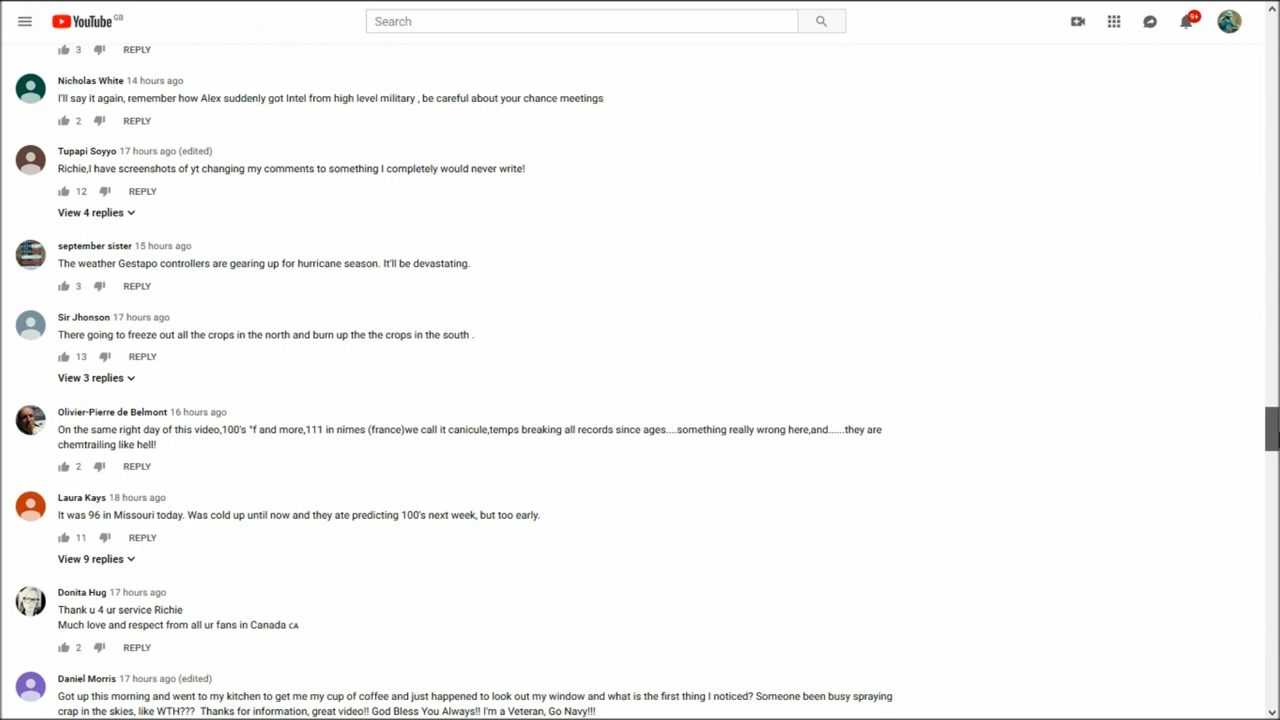 YouTube GB
Search
9+
3 REPLY
Nicholas White 14 hours ago
I'll say it again, remember how Alex suddenly got Intel from high level military , be careful about your chance meetings
2 REPLY
Tupapi Soyyo 17 hours ago (edited)
Richie,I have screenshots of yt changing my comments to something I completely would never write!
12 REPLY
View 4 replies
september sister 15 hours ago
The weather Gestapo controllers are gearing up for hurricane season. It'll be devastating.
3 REPLY
Sir Jhonson 17 hours ago
There going to freeze out all the crops in the north and burn up the the crops in the south .
13 REPLY
View 3 replies
Olivier-Pierre de Belmont 16 hours ago
On the same right day of this video,100's °f and more,111 in nimes (france)we call it canicule,temps breaking all records since ages....something really wrong here,and......they are
chemtrailing like hell!
2 REPLY
Laura Kays 18 hours ago
It was 96 in Missouri today. Was cold up until now and they ate predicting 100's next week, but too early.
11 REPLY
View 9 replies
Donita Hug 17 hours ago
Thank u 4 ur service Richie
Much love and respect from all ur fans in Canada CA
2 REPLY
Daniel Morris 17 hours ago (edited)
Got up this morning and went to my kitchen to get me my cup of coffee and just happened to look out my window and what is the first thing I noticed? Someone been busy spraying
crap in the skies, like WTH??? Thanks for information, great video!! God Bless You Always!! I'm a Veteran, Go Navy!!!